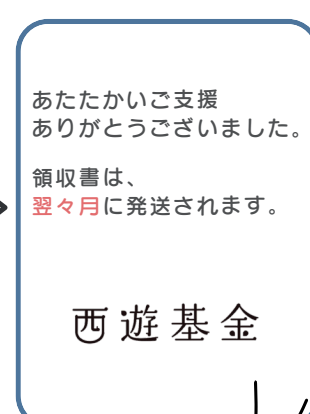 あたたかいご支援
ありがとうございました。
領収書は、
翌々月に発送されます。
西遊基金